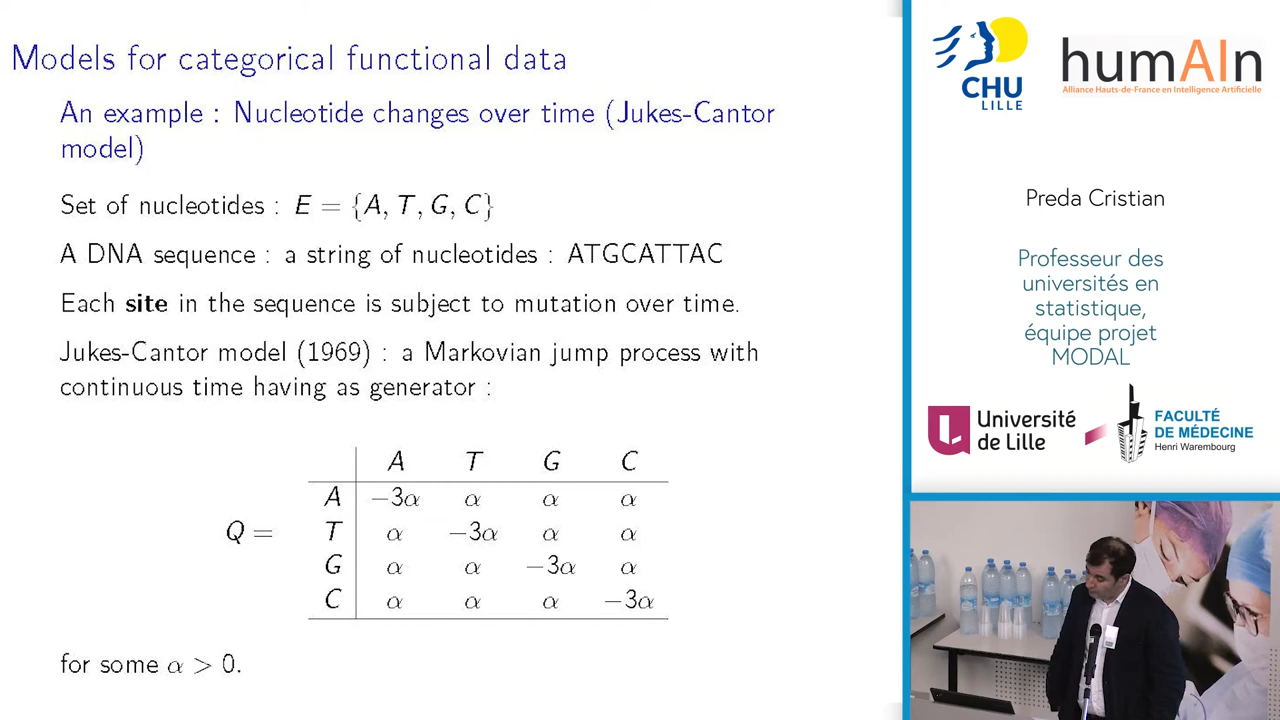 Models for categorical functional data
An example : Nucleotide changes over time (Jukes-Cantor
model)
Set of nucleotides : E = {A, T, G, C}
A DNA sequence : a string of nucleotides : ATGCATTAC
Each site in the sequence is subject to mutation over time.
Jukes-Cantor model (1969) : a Markovian jump process with
continuous time having as generator :
A T G C
A −3α α α α
Q = T α −3α α α
G α α −3α α
C α α α −3α
for some α > 0.
CHU
LILLE
humAIn
Alliance Hauts-de-France en Intelligence Artificielle
Preda Cristian
Professeur des
universités en
statistique,
équipe projet
MODAL
Université
de Lille
FACULTÉ
DE MÉDECINE
Henri Warembourg